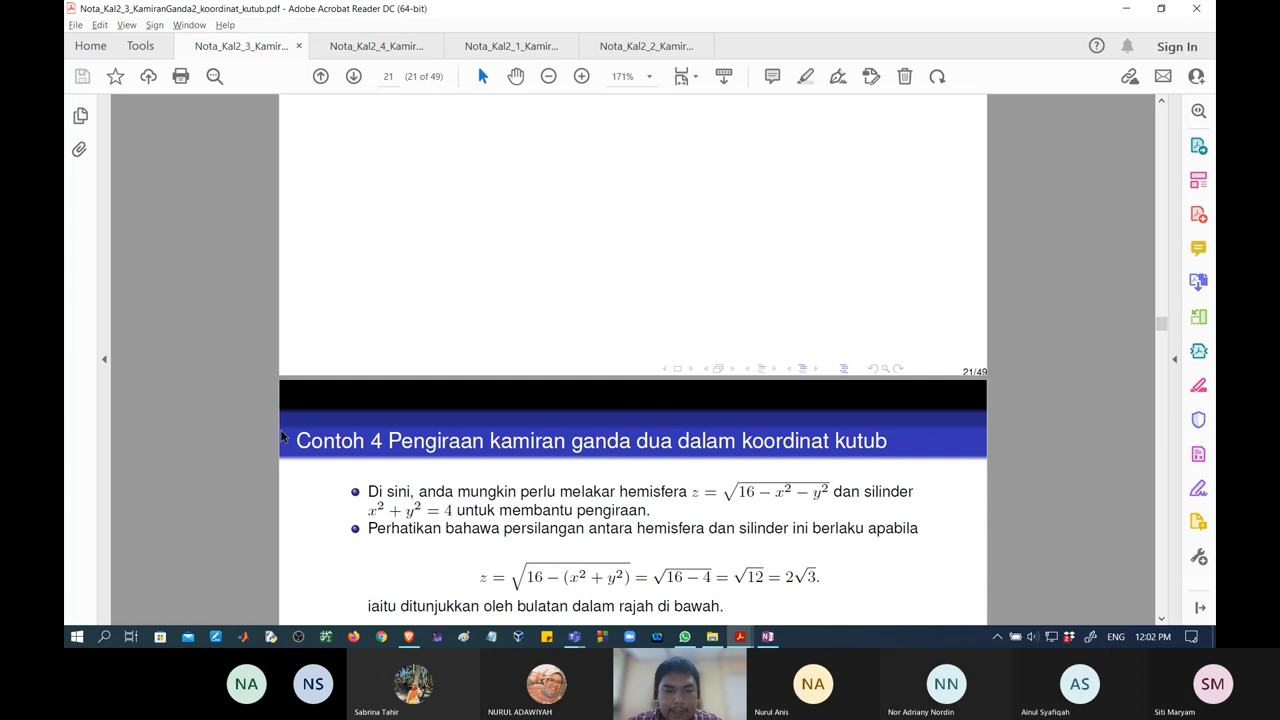 Nota_Kal2_3_KamiranGanda2_koordinat_kutub.pdf - Adobe Acrobat Reader DC (64-bit)
File Edit View Sign Window Help
Home Tools Nota_Kal2_3_Kamir... × Nota_Kal2_4_Kamir... Nota_Kal2_1_Kamir... Nota_Kal2_2_Kamir... Sign In
21 (21 of 49) 171%
21/49
Contoh 4 Pengiraan kamiran ganda dua dalam koordinat kutub
Di sini, anda mungkin perlu melakar hemisfera z = √(16 − x² − y²) dan silinder
x² + y² = 4 untuk membantu pengiraan.
Perhatikan bahawa persilangan antara hemisfera dan silinder ini berlaku apabila
z = √(16 − (x² + y²)) = √(16 − 4) = √12 = 2√3.
iaitu ditunjukkan oleh bulatan dalam rajah di bawah.
ENG 12:02 PM
NA NS NA NN AS SM
Sabrina Tahir NURUL ADAWIYAH Nurul Anis Nor Adriany Nordin Ainul Syafiqah Siti Maryam